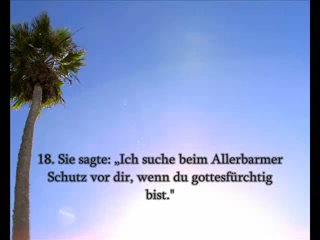 18. Sie sagte: „Ich suche beim Allerbarmer
Schutz vor dir, wenn du gottesfürchtig
bist."